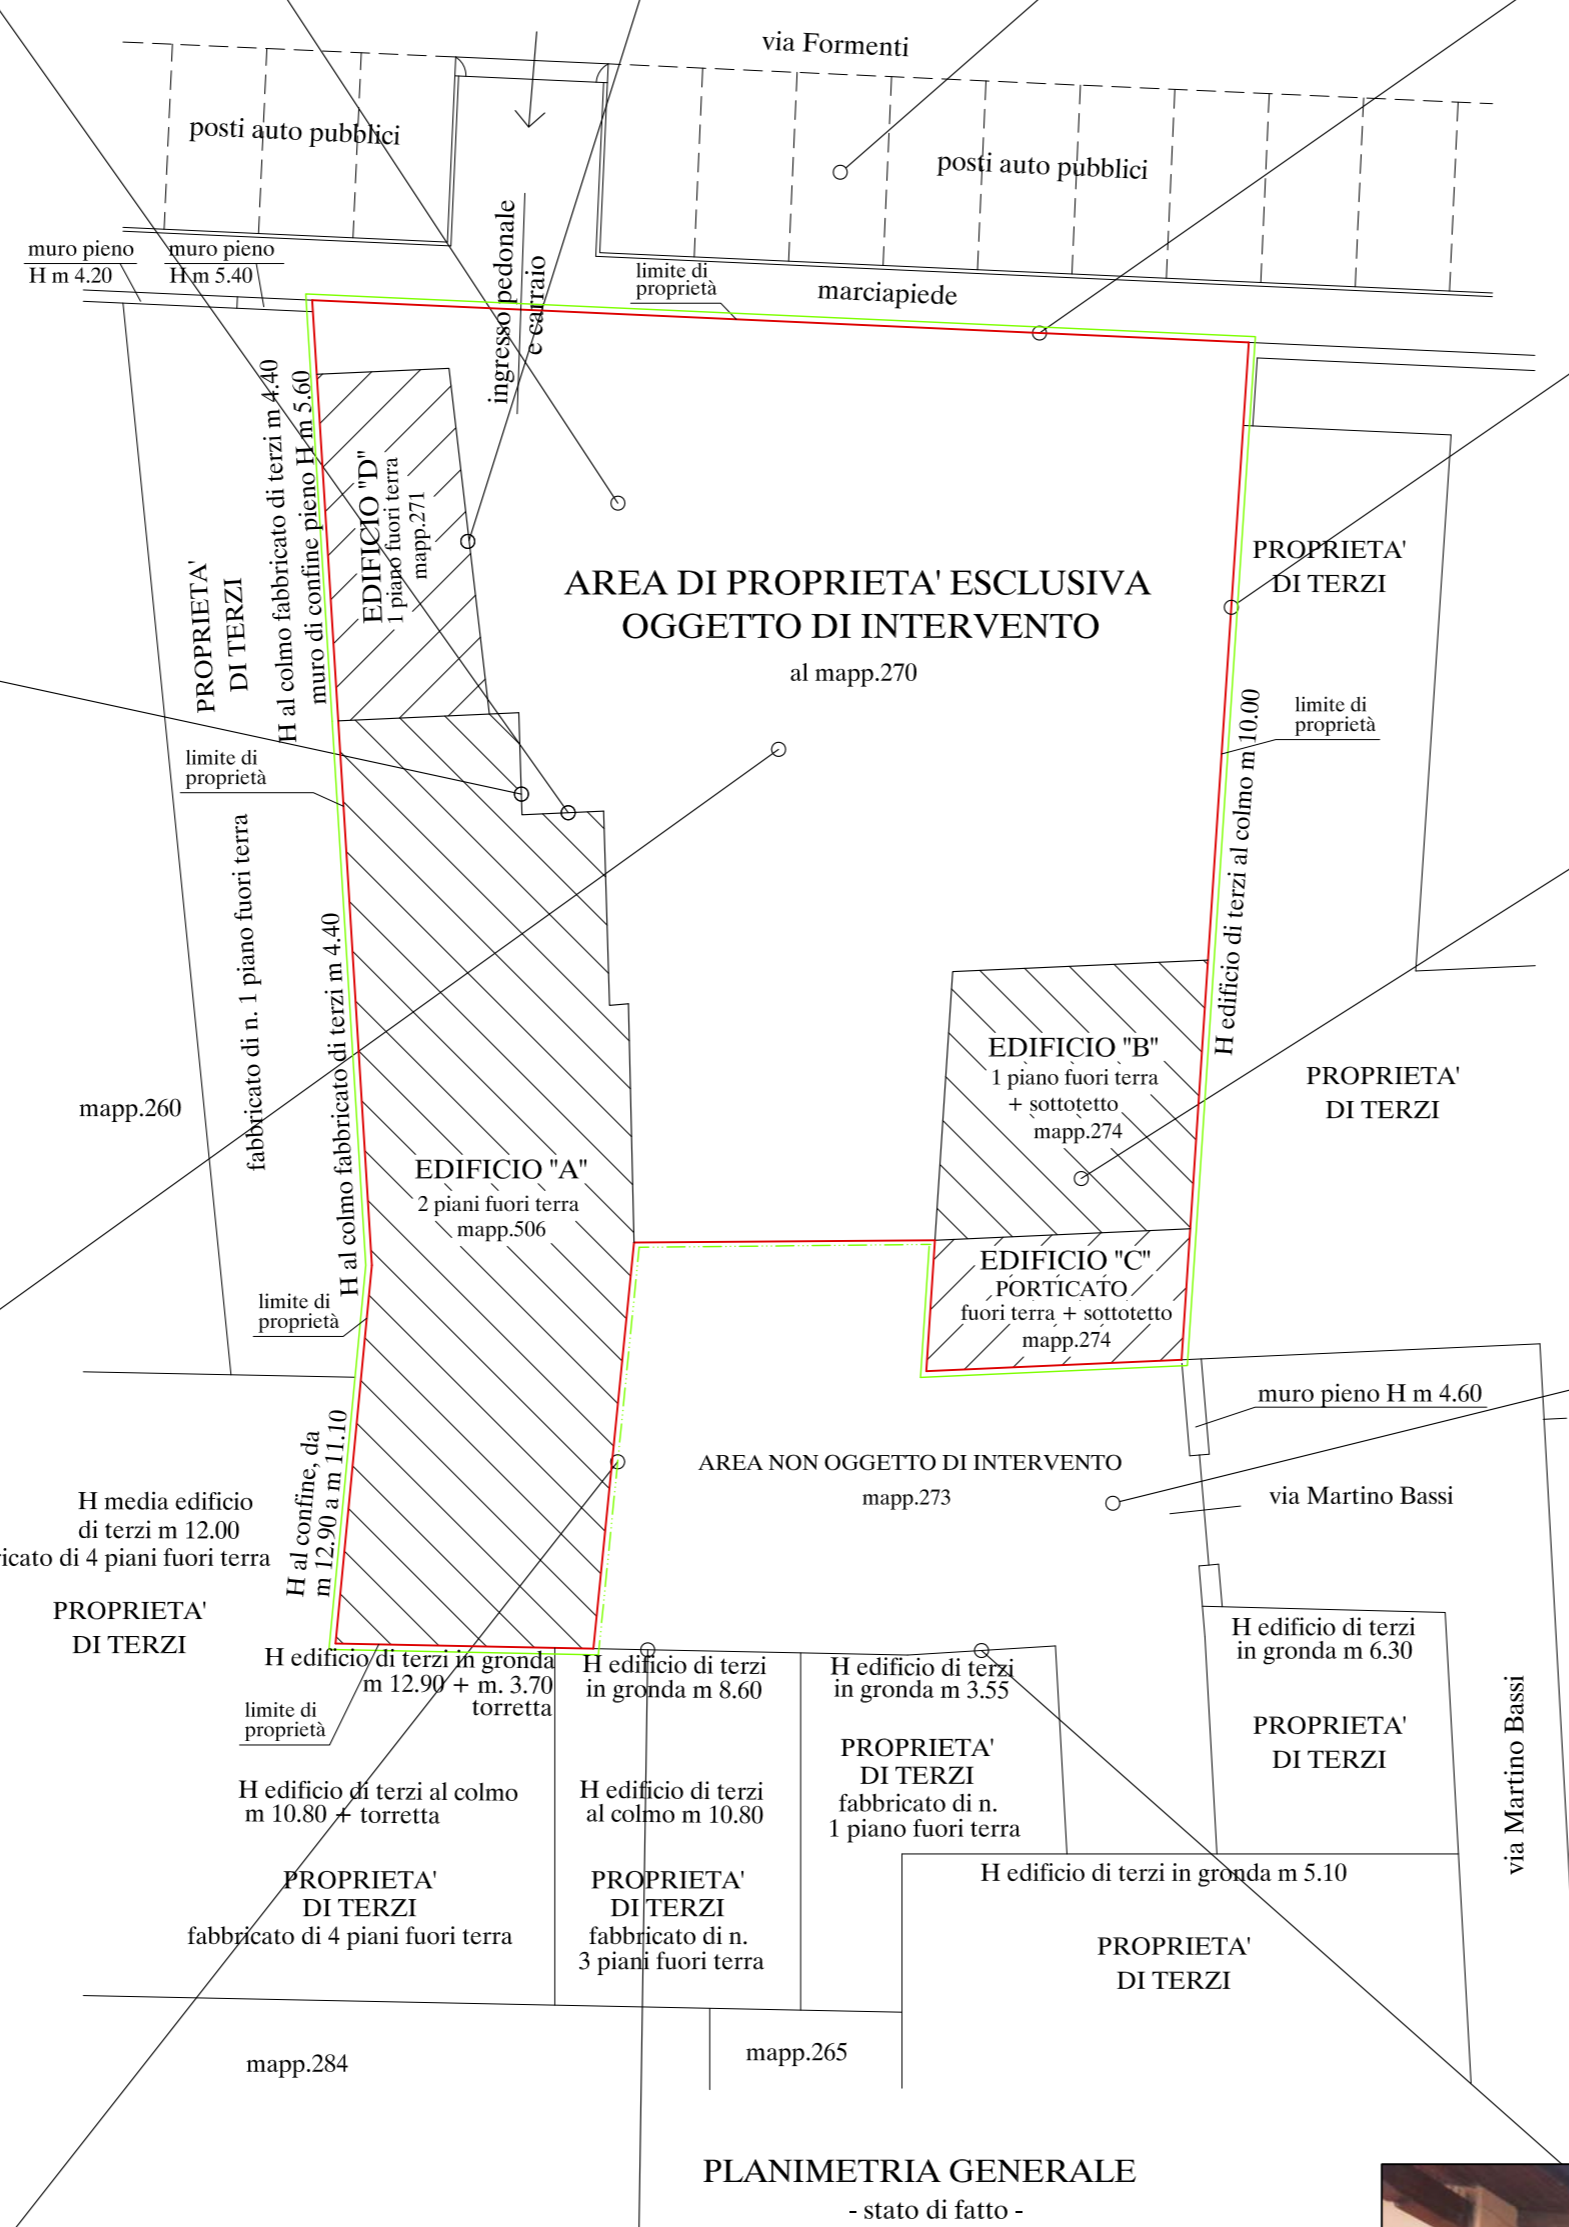 via Formenti
posti auto pubblici
posti auto pubblici
ingresso pedonale
e carraio
muro pieno
H m 4.20
muro pieno
H m 5.40
limite di
proprietà
marciapiede
H al colmo fabbricato di terzi m 4.40
muro di confine pieno H m 5.60
EDIFICIO "D"
1 piano fuori terra
mapp.271
PROPRIETA'
DI TERZI
AREA DI PROPRIETA' ESCLUSIVA
OGGETTO DI INTERVENTO
al mapp.270
PROPRIETA'
DI TERZI
limite di
proprietà
H edificio di terzi al colmo m 10.00
limite di
proprietà
fabbricato di n. 1 piano fuori terra
H al colmo fabbricato di terzi m 4.40
mapp.260
EDIFICIO "B"
1 piano fuori terra
+ sottotetto
mapp.274
PROPRIETA'
DI TERZI
EDIFICIO "A"
2 piani fuori terra
mapp.506
EDIFICIO "C"
PORTICATO
fuori terra + sottotetto
mapp.274
limite di
proprietà
muro pieno H m 4.60
H al confine, da
m 12.90 a m 11.10
AREA NON OGGETTO DI INTERVENTO
mapp.273
via Martino Bassi
H media edificio
di terzi m 12.00
icato di 4 piani fuori terra
PROPRIETA'
DI TERZI
H edificio di terzi in gronda
m 12.90 + m. 3.70
torretta
H edificio di terzi
in gronda m 8.60
H edificio di terzi
in gronda m 3.55
H edificio di terzi
in gronda m 6.30
limite di
proprietà
PROPRIETA'
DI TERZI
via Martino Bassi
PROPRIETA'
DI TERZI
fabbricato di n.
1 piano fuori terra
H edificio di terzi al colmo
m 10.80 + torretta
H edificio di terzi
al colmo m 10.80
H edificio di terzi in gronda m 5.10
PROPRIETA'
DI TERZI
fabbricato di 4 piani fuori terra
PROPRIETA'
DI TERZI
fabbricato di n.
3 piani fuori terra
PROPRIETA'
DI TERZI
mapp.284
mapp.265
PLANIMETRIA GENERALE
- stato di fatto -